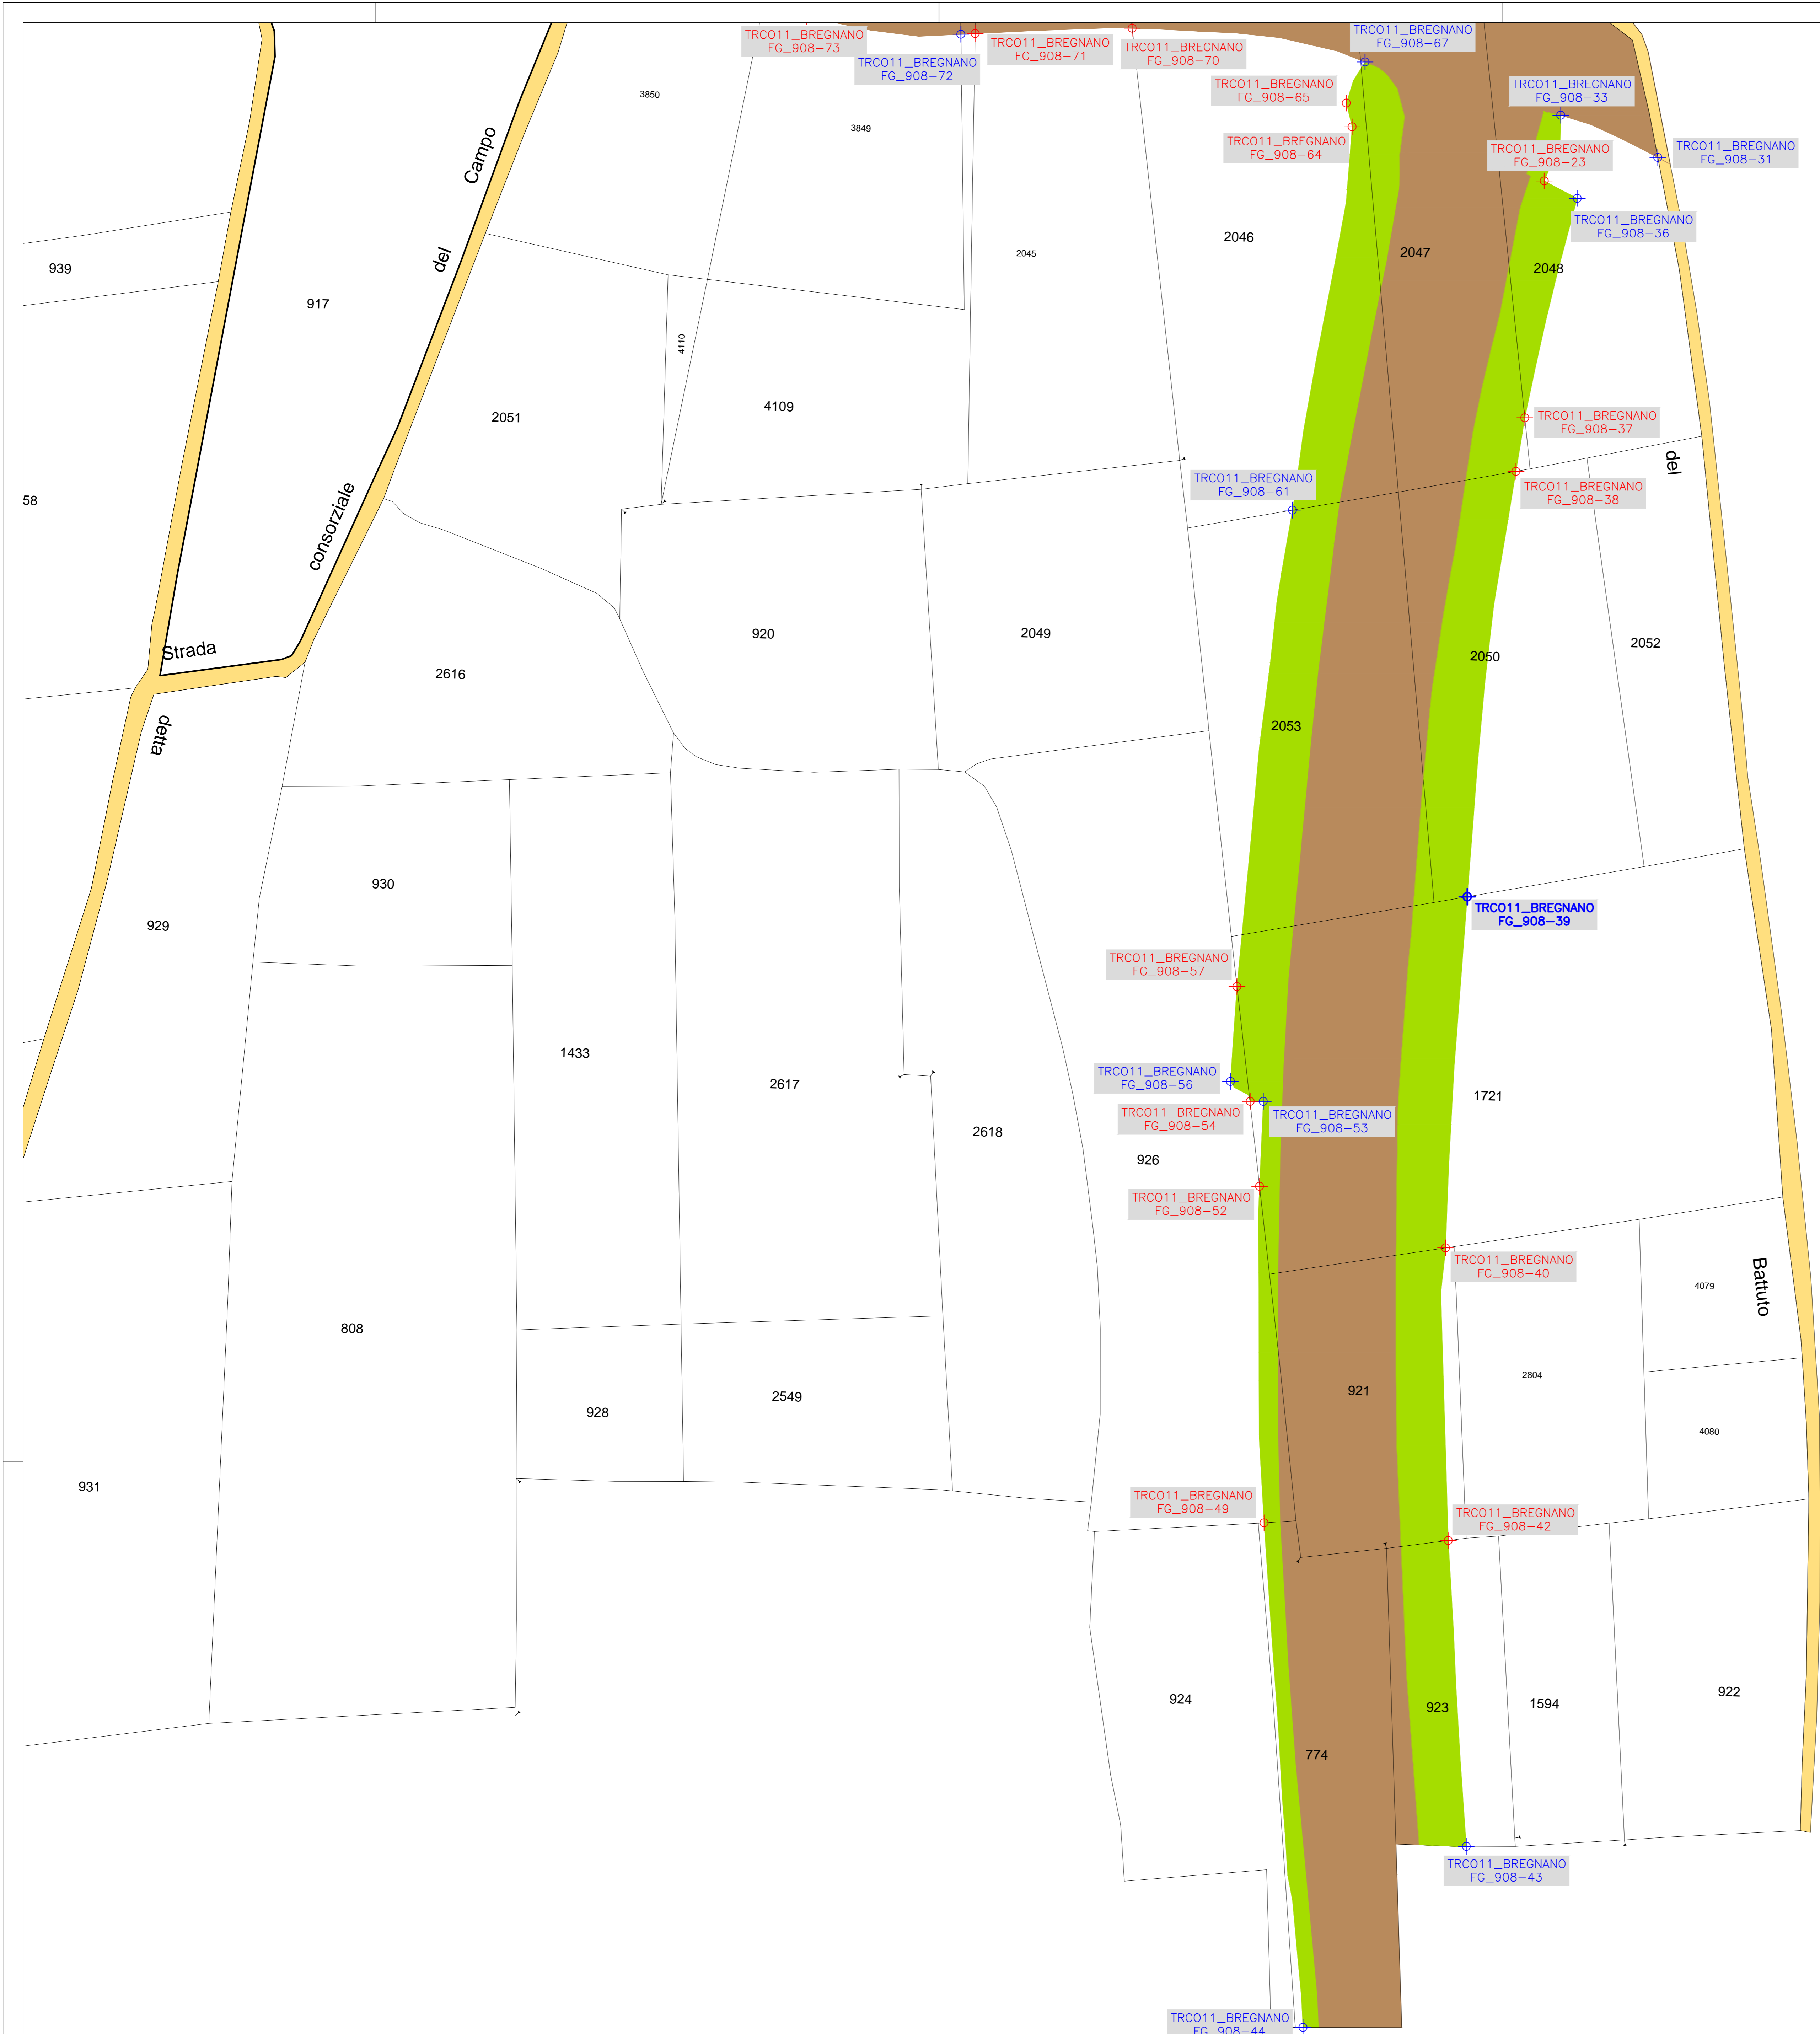 TRCO11_BREGNANO
FG_908-73
TRCO11_BREGNANO
FG_908-72
TRCO11_BREGNANO
FG_908-71
TRCO11_BREGNANO
FG_908-70
TRCO11_BREGNANO
FG_908-67
TRCO11_BREGNANO
FG_908-65
TRCO11_BREGNANO
FG_908-64
TRCO11_BREGNANO
FG_908-33
TRCO11_BREGNANO
FG_908-23
TRCO11_BREGNANO
FG_908-31
TRCO11_BREGNANO
FG_908-36
3850
3849
939
917
del
Campo
2045
2046
2047
2048
4110
2051
4109
TRCO11_BREGNANO
FG_908-37
TRCO11_BREGNANO
FG_908-61
TRCO11_BREGNANO
FG_908-38
del
58
consorziale
Strada
detta
2616
920
2049
2050
2052
2053
929
930
TRCO11_BREGNANO
FG_908-39
TRCO11_BREGNANO
FG_908-57
1433
2617
2618
TRCO11_BREGNANO
FG_908-56
TRCO11_BREGNANO
FG_908-54
TRCO11_BREGNANO
FG_908-53
1721
926
TRCO11_BREGNANO
FG_908-52
TRCO11_BREGNANO
FG_908-40
4079
Battuto
808
921
2804
928
2549
4080
931
TRCO11_BREGNANO
FG_908-49
TRCO11_BREGNANO
FG_908-42
924
923
1594
922
774
TRCO11_BREGNANO
FG_908-43
TRCO11_BREGNANO
FG_908-44